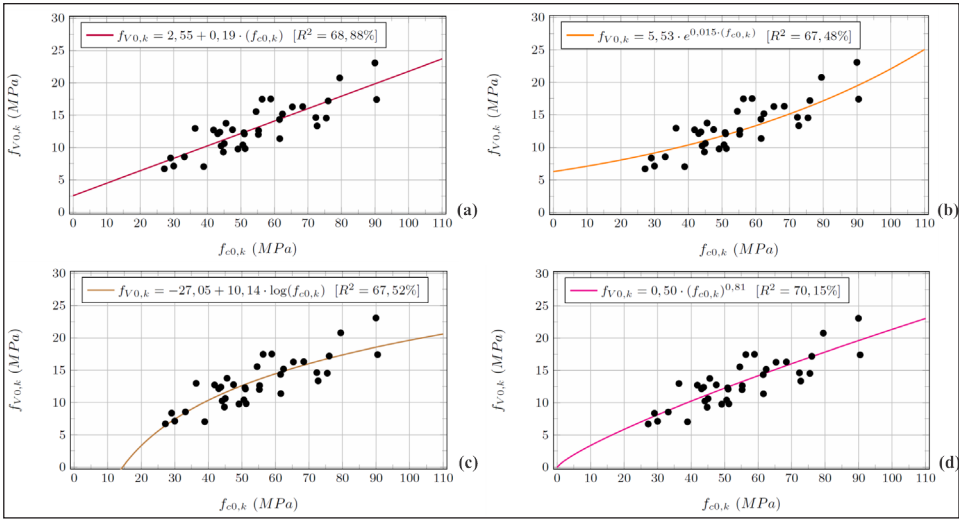 f_{V0,k} = 2,55 + 0,19 · (f_{c0,k}) [R² = 68,88%]
30
25
20
15
10
5
0
f_{V0,k} (MPa)
0 10 20 30 40 50 60 70 80 90 100 110
f_{c0,k} (MPa)
(a)
f_{V0,k} = 5,53 · e^{0,015·(f_{c0,k})} [R² = 67,48%]
30
25
20
15
10
5
0
f_{V0,k} (MPa)
0 10 20 30 40 50 60 70 80 90 100 110
f_{c0,k} (MPa)
(b)
f_{V0,k} = −27,05 + 10,14 · log(f_{c0,k}) [R² = 67,52%]
30
25
20
15
10
5
0
f_{V0,k} (MPa)
0 10 20 30 40 50 60 70 80 90 100 110
f_{c0,k} (MPa)
(c)
f_{V0,k} = 0,50 · (f_{c0,k})^{0,81} [R² = 70,15%]
30
25
20
15
10
5
0
f_{V0,k} (MPa)
0 10 20 30 40 50 60 70 80 90 100 110
f_{c0,k} (MPa)
(d)